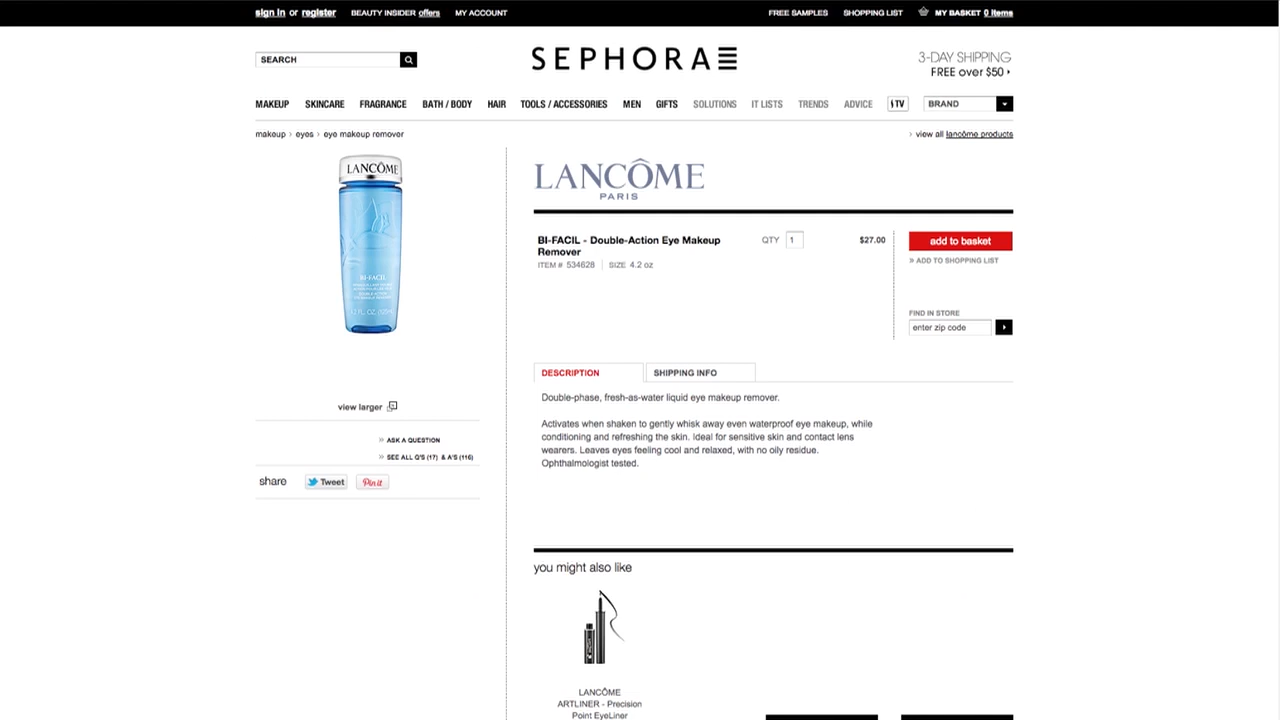 sign in or register BEAUTY INSIDER offers MY ACCOUNT FREE SAMPLES SHOPPING LIST MY BASKET 0 items
SEARCH
SEPHORA
3-DAY SHIPPING
FREE over $50
MAKEUP SKINCARE FRAGRANCE BATH / BODY HAIR TOOLS / ACCESSORIES MEN GIFTS SOLUTIONS IT LISTS TRENDS ADVICE TV BRAND
makeup › eyes › eye makeup remover
› view all lancôme products
LANCÔME
BI-FACIL
view larger
» ASK A QUESTION
» SEE ALL Q'S (17) & A'S (116)
share Tweet Pin it
LANCÔME
PARIS
BI-FACIL - Double-Action Eye Makeup
Remover
ITEM # 534628 SIZE 4.2 oz
QTY 1
$27.00
add to basket
» ADD TO SHOPPING LIST
FIND IN STORE
enter zip code
DESCRIPTION SHIPPING INFO
Double-phase, fresh-as-water liquid eye makeup remover.
Activates when shaken to gently whisk away even waterproof eye makeup, while
conditioning and refreshing the skin. Ideal for sensitive skin and contact lens
wearers. Leaves eyes feeling cool and relaxed, with no oily residue.
Ophthalmologist tested.
you might also like
LANCÔME
ARTLINER - Precision
Point EyeLiner